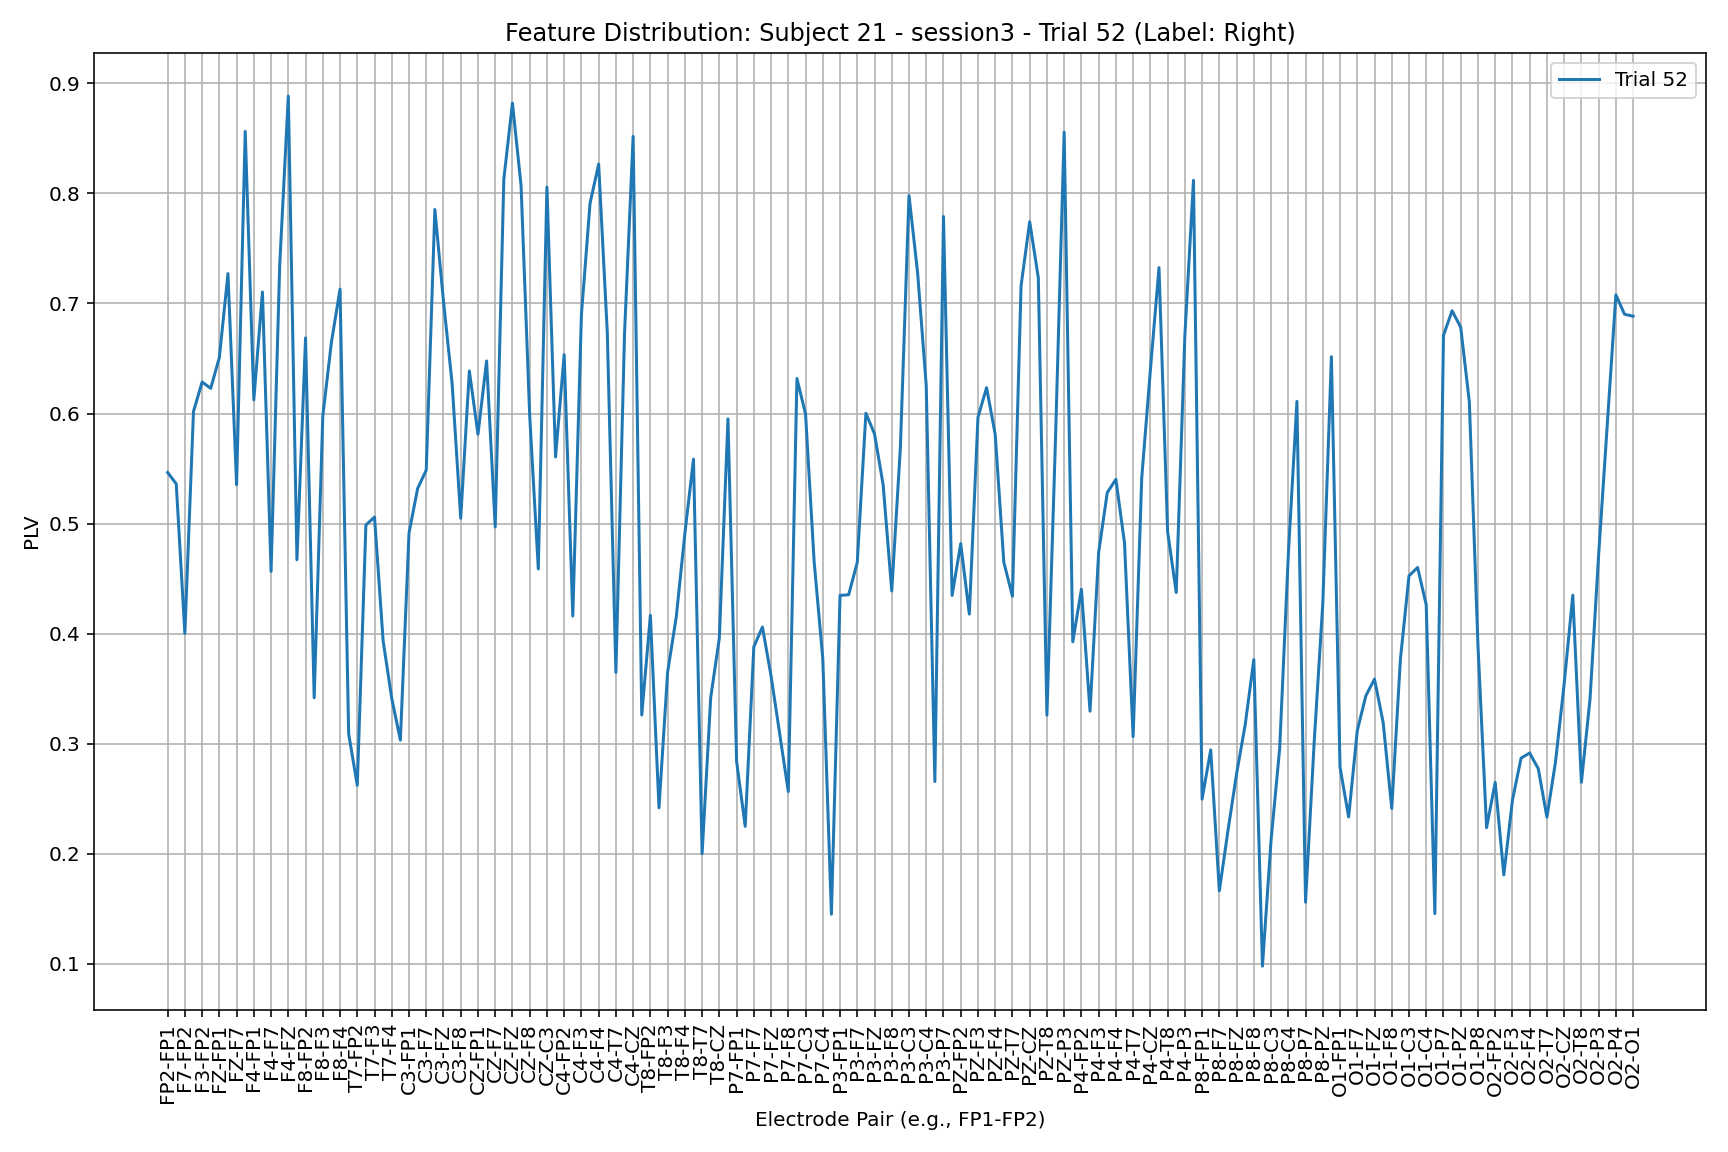 Feature Distribution: Subject 21 - session3 - Trial 52 (Label: Right)
Trial 52
PLV
0.9
0.8
0.7
0.6
0.5
0.4
0.3
0.2
0.1
FP2-FP1
F7-FP2
F3-FP2
FZ-FP1
FZ-F7
F4-FP1
F4-F7
F4-FZ
F8-FP2
F8-F3
F8-F4
T7-FP2
T7-F3
T7-F4
C3-FP1
C3-F7
C3-FZ
C3-F8
CZ-FP1
CZ-F7
CZ-FZ
CZ-F8
CZ-C3
C4-FP2
C4-F3
C4-F4
C4-T7
C4-CZ
T8-FP2
T8-F3
T8-F4
T8-T7
T8-CZ
P7-FP1
P7-F7
P7-FZ
P7-F8
P7-C3
P7-C4
P3-FP1
P3-F7
P3-FZ
P3-F8
P3-C3
P3-C4
P3-P7
PZ-FP2
PZ-F3
PZ-F4
PZ-T7
PZ-CZ
PZ-T8
PZ-P3
P4-FP2
P4-F3
P4-F4
P4-T7
P4-CZ
P4-T8
P4-P3
P8-FP1
P8-F7
P8-FZ
P8-F8
P8-C3
P8-C4
P8-P7
P8-PZ
O1-FP1
O1-F7
O1-FZ
O1-F8
O1-C3
O1-C4
O1-P7
O1-PZ
O1-P8
O2-FP2
O2-F3
O2-F4
O2-T7
O2-CZ
O2-T8
O2-P3
O2-P4
O2-O1
Electrode Pair (e.g., FP1-FP2)